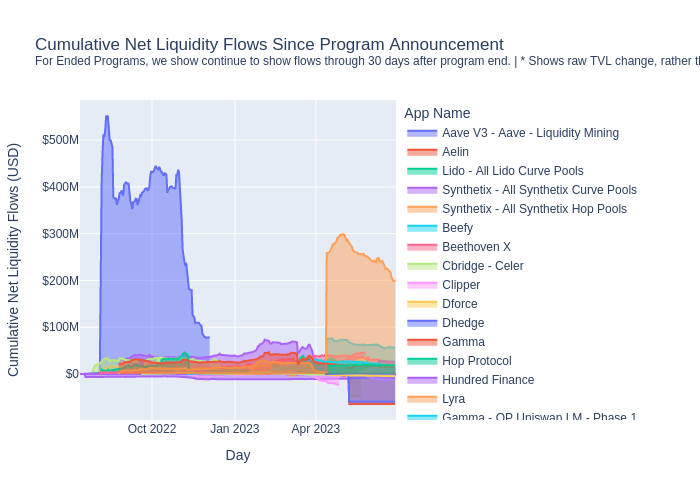 Cumulative Net Liquidity Flows Since Program Announcement
For Ended Programs, we show continue to show flows through 30 days after program end. | * Shows raw TVL change, rather
App Name
Aave V3 - Aave - Liquidity Mining
Aelin
Lido - All Lido Curve Pools
Synthetix - All Synthetix Curve Pools
Synthetix - All Synthetix Hop Pools
Beefy
Beethoven X
Cbridge - Celer
Clipper
Dforce
Dhedge
Gamma
Hop Protocol
Hundred Finance
Lyra
Gamma - OP Uniswap LM - Phase 1
$500M
$400M
$300M
$200M
$100M
$0
Cumulative Net Liquidity Flows (USD)
Oct 2022
Jan 2023
Apr 2023
Day